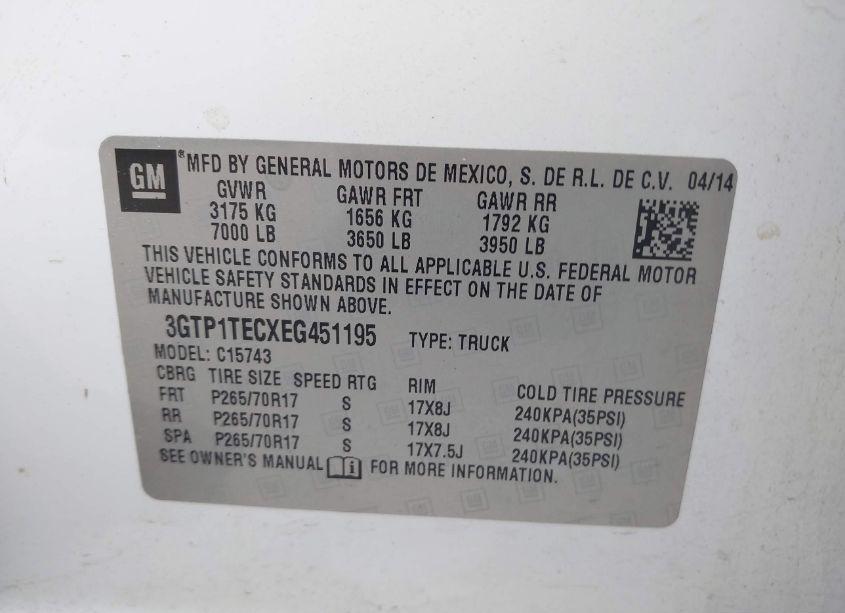 GM
® MFD BY GENERAL MOTORS DE MEXICO, S. DE R.L. DE C.V. 04/14
GVWR GAWR FRT GAWR RR
3175 KG 1656 KG 1792 KG
7000 LB 3650 LB 3950 LB
THIS VEHICLE CONFORMS TO ALL APPLICABLE U.S. FEDERAL MOTOR
VEHICLE SAFETY STANDARDS IN EFFECT ON THE DATE OF
MANUFACTURE SHOWN ABOVE.
3GTP1TECXEG451195 TYPE: TRUCK
MODEL: C15743
CBRG TIRE SIZE SPEED RTG RIM COLD TIRE PRESSURE
FRT P265/70R17 S 17X8J 240KPA(35PSI)
RR P265/70R17 S 17X8J 240KPA(35PSI)
SPA P265/70R17 S 17X7.5J 240KPA(35PSI)
SEE OWNER'S MANUAL i FOR MORE INFORMATION.